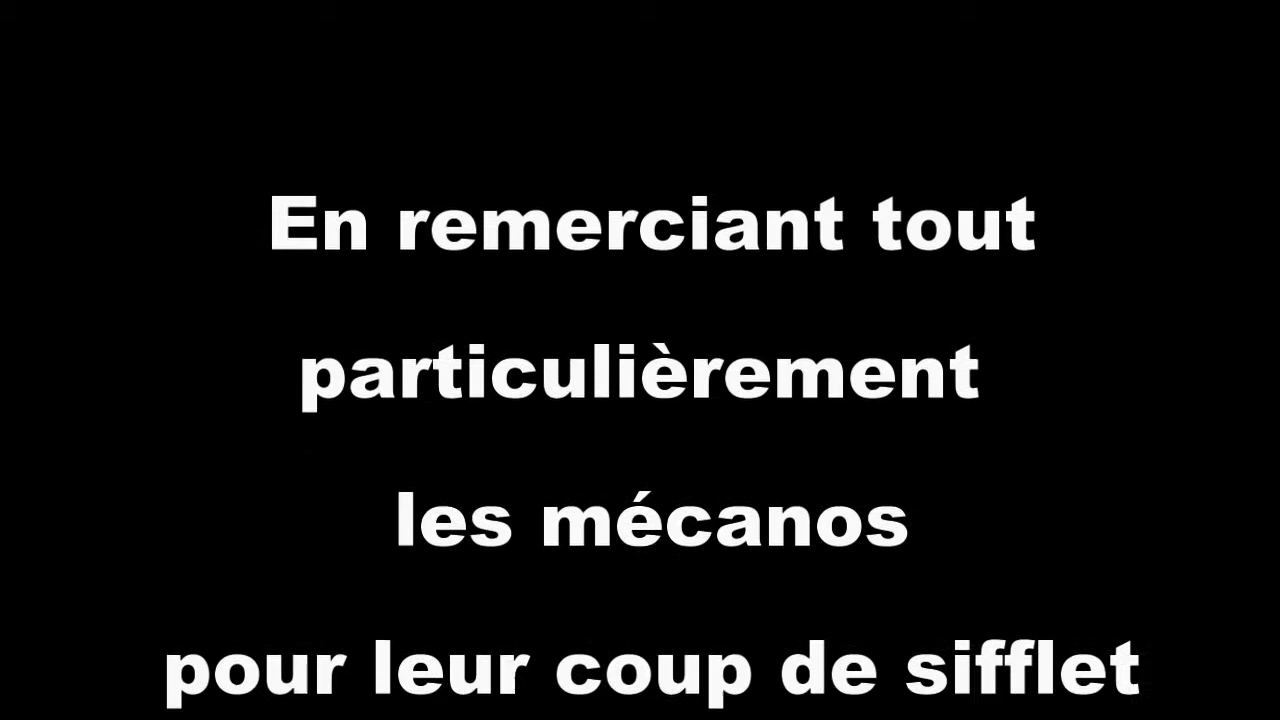 En remerciant tout
particulièrement
les mécanos
pour leur coup de sifflet